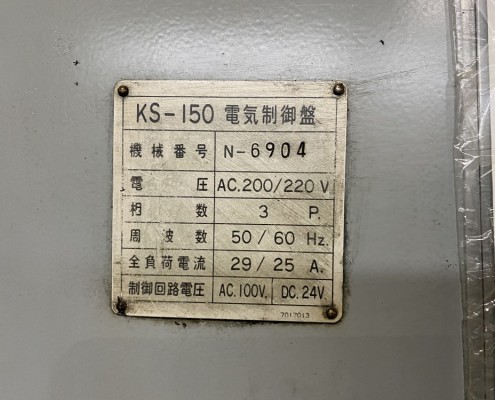 KS-150 電気制御盤
機械番号 N-6904
電圧 AC.200/220 V
相数 3 P.
周波数 50/60 Hz.
全負荷電流 29/25 A.
制御回路電圧 AC.100V. DC.24V.
7017013